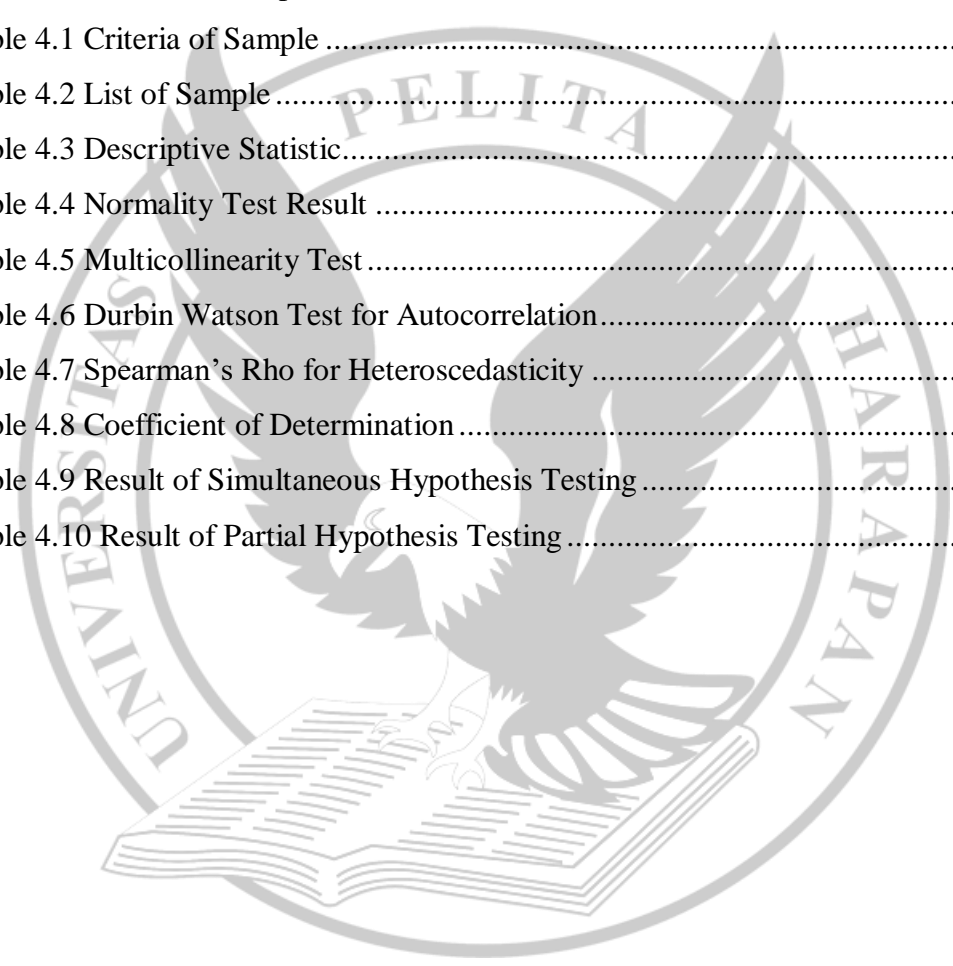 ble 4.1 Criteria of Sample ........................................................................
ble 4.2 List of Sample ........................................................................
ble 4.3 Descriptive Statistic ........................................................................
ble 4.4 Normality Test Result ........................................................................
ble 4.5 Multicollinearity Test ........................................................................
ble 4.6 Durbin Watson Test for Autocorrelation ........................................................................
ble 4.7 Spearman’s Rho for Heteroscedasticity ........................................................................
ble 4.8 Coefficient of Determination ........................................................................
ble 4.9 Result of Simultaneous Hypothesis Testing ........................................................................
ble 4.10 Result of Partial Hypothesis Testing ........................................................................
UNIVERSITAS PELITA HARAPAN